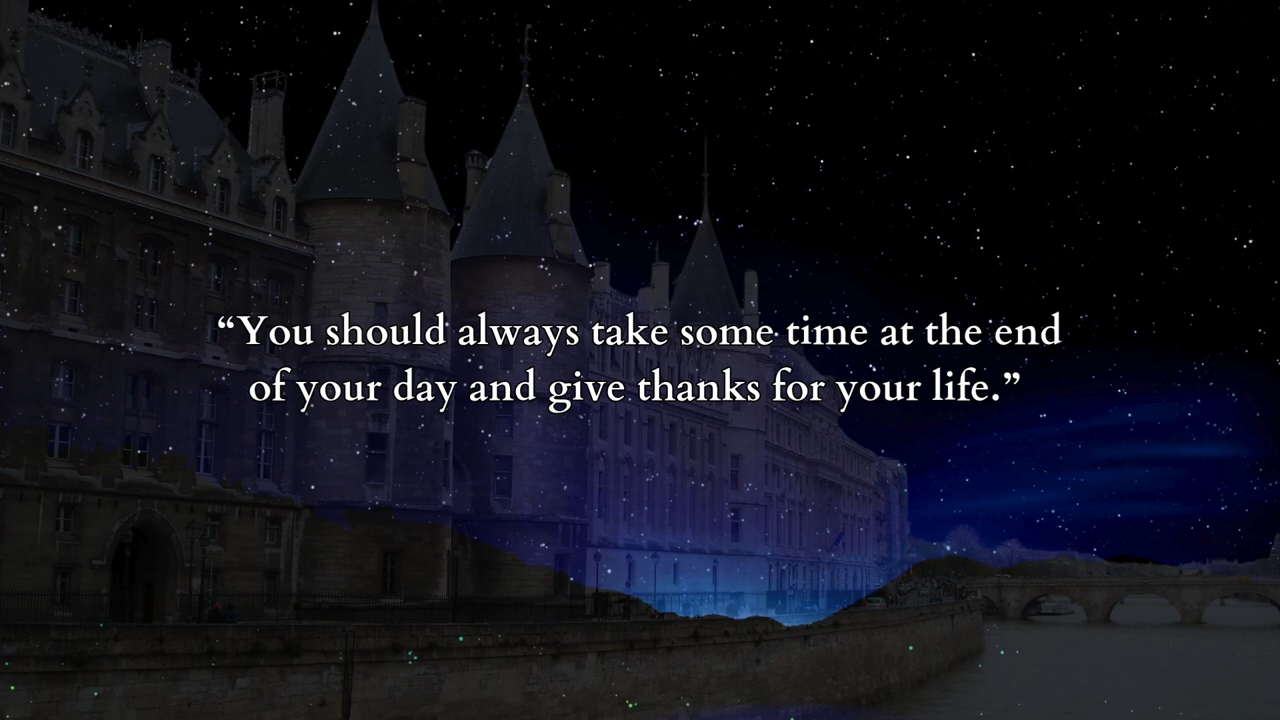 “You should always take some time at the end
of your day and give thanks for your life.”